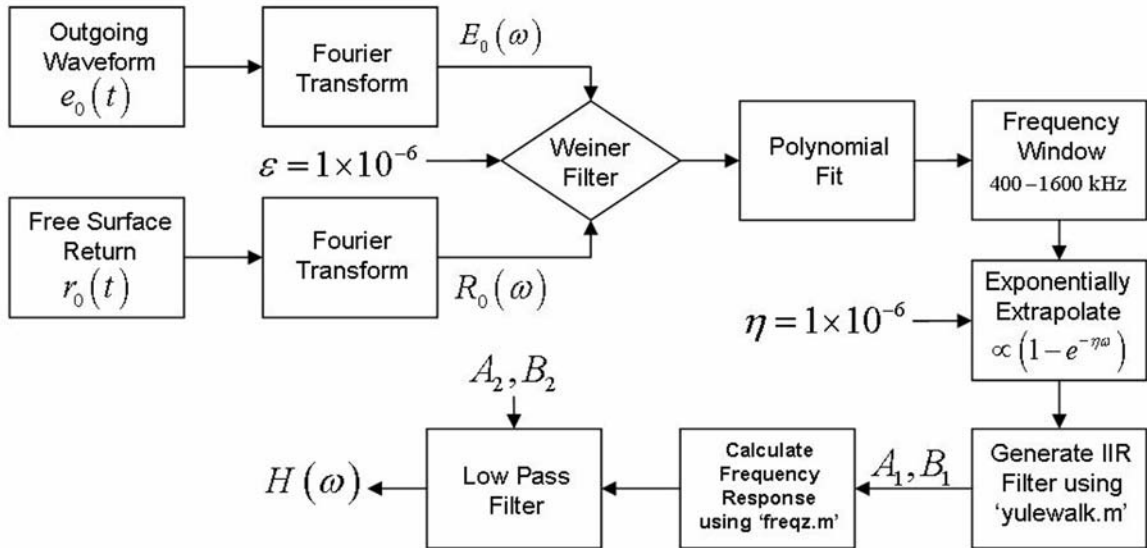 Outgoing
Waveform
e₀(t)
Fourier
Transform
E₀(ω)
ε = 1×10⁻⁶
Weiner
Filter
Polynomial
Fit
Frequency
Window
400–1600 kHz
Free Surface
Return
r₀(t)
Fourier
Transform
R₀(ω)
η = 1×10⁻⁶
Exponentially
Extrapolate
∝(1−e^{−ηω})
A₂, B₂
H(ω)
Low Pass
Filter
Calculate
Frequency
Response
using 'freqz.m'
A₁, B₁
Generate IIR
Filter using
'yulewalk.m'